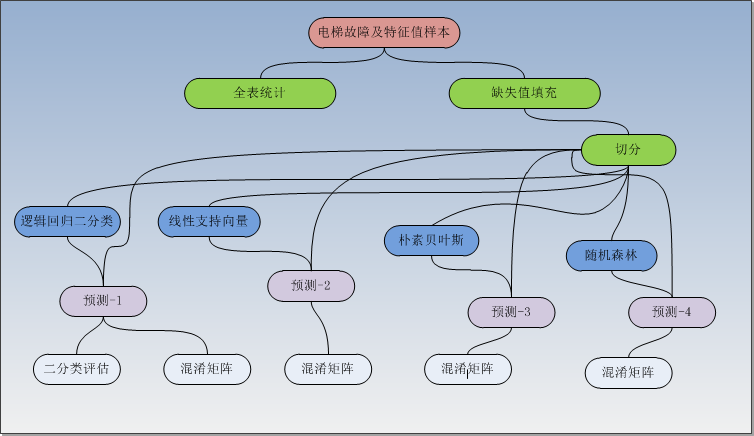 电梯故障及特征值样本
全表统计
缺失值填充
切分
逻辑回归二分类
线性支持向量
朴素贝叶斯
随机森林
预测-1
预测-2
预测-3
预测-4
二分类评估
混淆矩阵
混淆矩阵
混淆矩阵
混淆矩阵